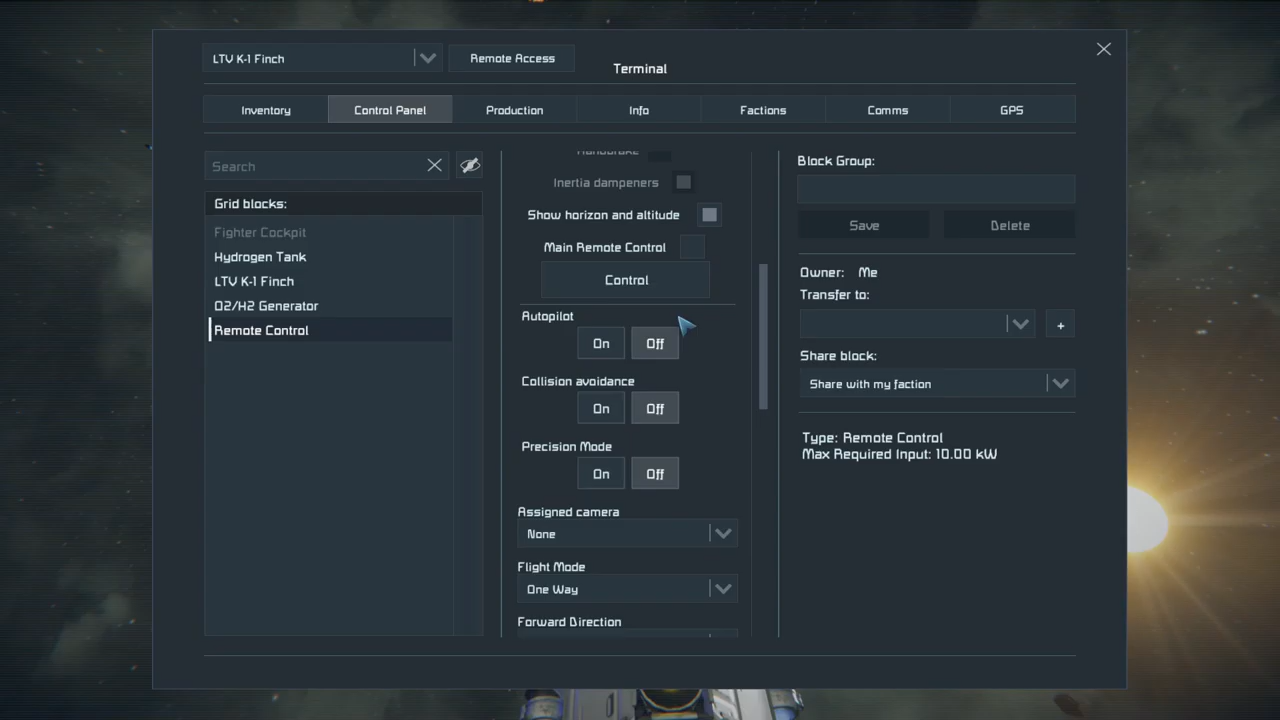 LTV K-1 Finch
Remote Access
Terminal
Inventory
Control Panel
Production
Info
Factions
Comms
GPS
Search
Grid blocks:
Fighter Cockpit
Hydrogen Tank
LTV K-1 Finch
O2/H2 Generator
Remote Control
Inertia dampeners
Show horizon and altitude
Main Remote Control
Control
Autopilot
On Off
Collision avoidance
On Off
Precision Mode
On Off
Assigned camera
None
Flight Mode
One Way
Forward Direction
Block Group:
Save
Delete
Owner: Me
Transfer to:
+
Share block:
Share with my faction
Type: Remote Control
Max Required Input: 10.00 kW